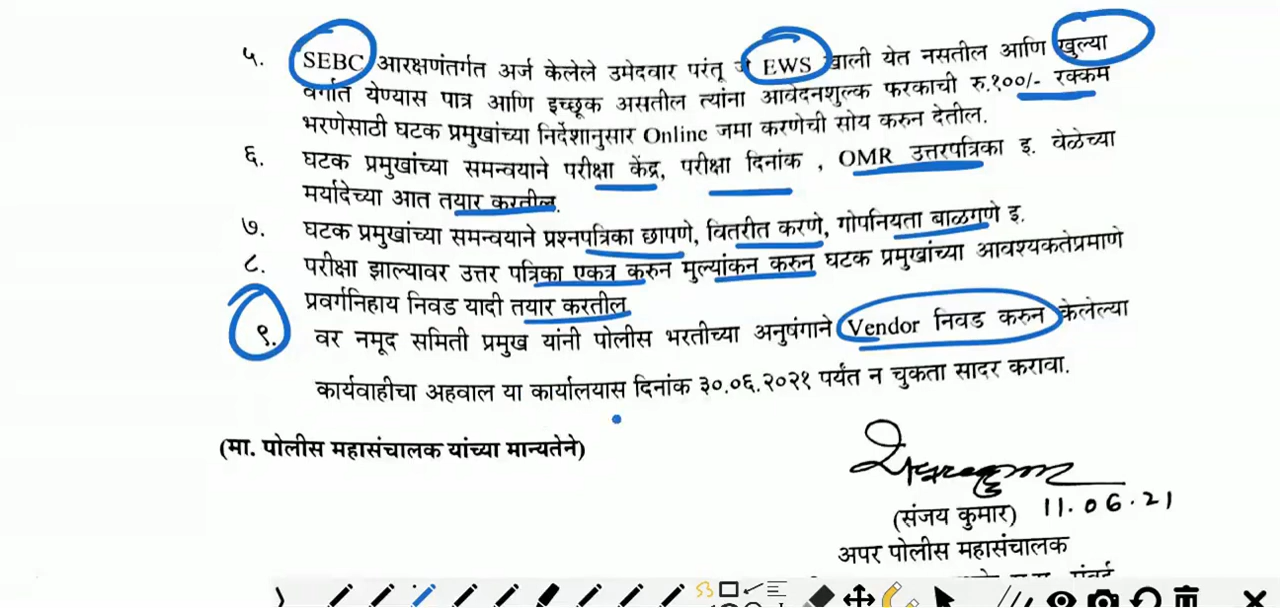 ५. SEBC आरक्षणंतर्गत अर्ज केलेले उमेदवार परंतू EWS खाली येत नसतील आणि खुल्या
वर्गात येण्यास पात्र आणि इच्छूक असतील त्यांना आवेदनशुल्क फरकाची रु.१००/- रक्कम
भरणेसाठी घटक प्रमुखांच्या निर्देशानुसार Online जमा करणेची सोय करुन देतील.
६. घटक प्रमुखांच्या समन्वयाने परीक्षा केंद्र, परीक्षा दिनांक , OMR उत्तरपत्रिका इ. वेळेच्या
मर्यादेच्या आत तयार करतील.
७. घटक प्रमुखांच्या समन्वयाने प्रश्नपत्रिका छापणे, वितरीत करणे, गोपनियता बाळगणे इ.
८. परीक्षा झाल्यावर उत्तर पत्रिका एकत्र करुन मुल्यांकन करुन घटक प्रमुखांच्या आवश्यकतेप्रमाणे
प्रवर्गनिहाय निवड यादी तयार करतील
९. वर नमूद समिती प्रमुख यांनी पोलीस भरतीच्या अनुषंगाने Vendor निवड करुन केलेल्या
कार्यवाहीचा अहवाल या कार्यालयास दिनांक ३०.०६.२०२१ पर्यंत न चुकता सादर करावा.
(मा. पोलीस महासंचालक यांच्या मान्यतेने)
(संजय कुमार) 11.06.21
अपर पोलीस महासंचालक